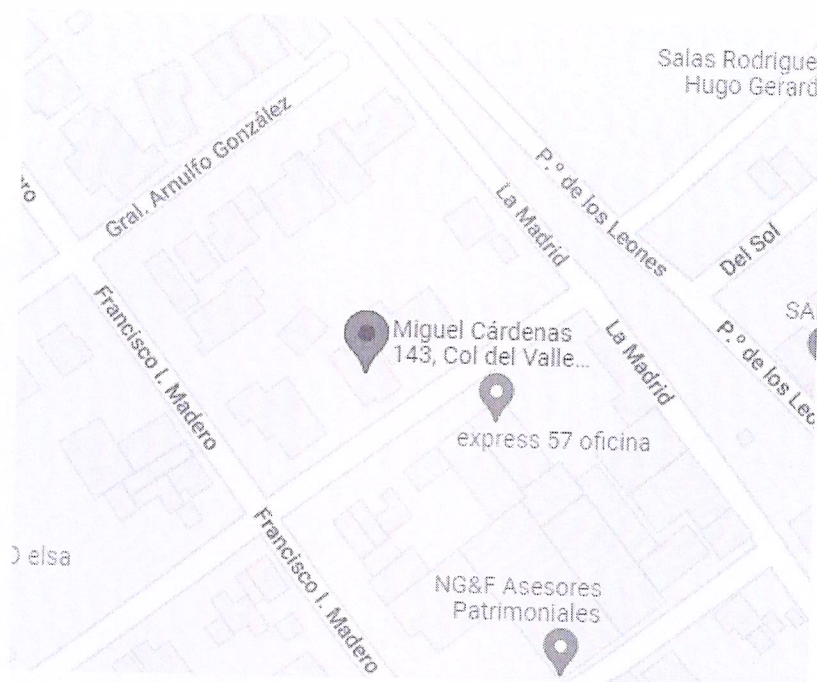 Salas Rodrigue
Hugo Gerard
Gral. Arnulfo González
P.º de los Leones
La Madrid
Del Sol
ro
Francisco I. Madero
Miguel Cárdenas
143, Col del Valle...
La Madrid
SA
P.º de los Leo
express 57 oficina
O elsa
Francisco I. Madero
NG&F Asesores
Patrimoniales